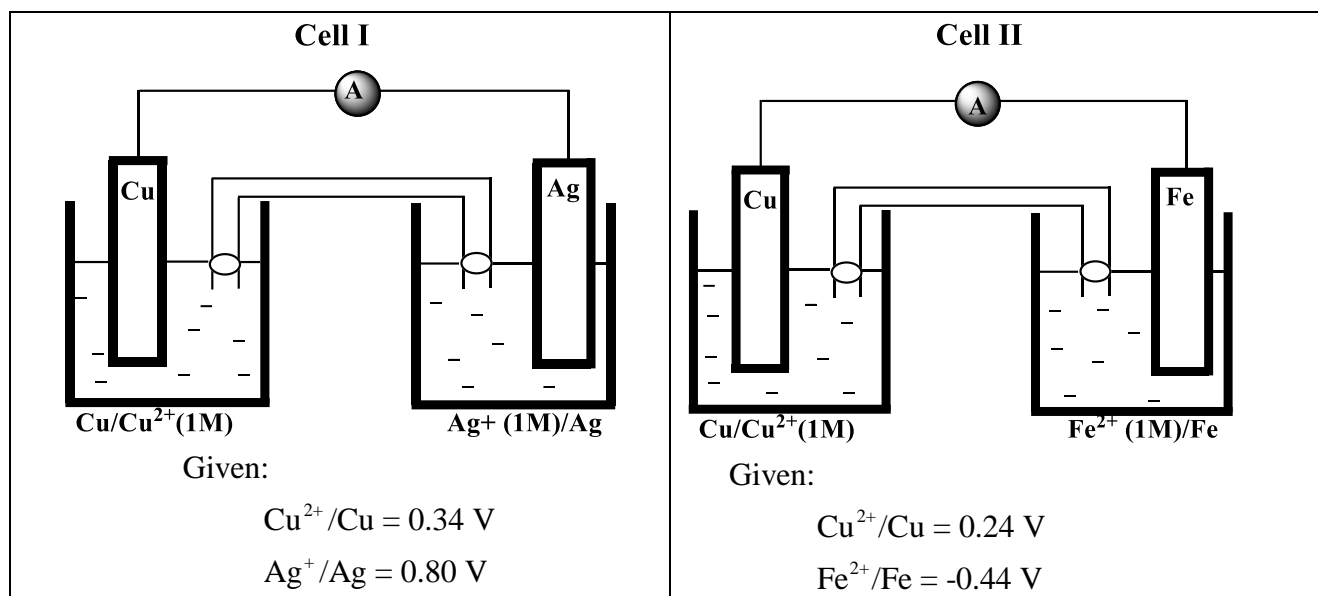 Cell I
A
Cu
Ag
Cu/Cu²⁺(1M)
Ag+ (1M)/Ag
Given:
Cu²⁺/Cu = 0.34 V
Ag⁺/Ag = 0.80 V
Cell II
A
Cu
Fe
Cu/Cu²⁺(1M)
Fe²⁺ (1M)/Fe
Given:
Cu²⁺/Cu = 0.24 V
Fe²⁺/Fe = -0.44 V